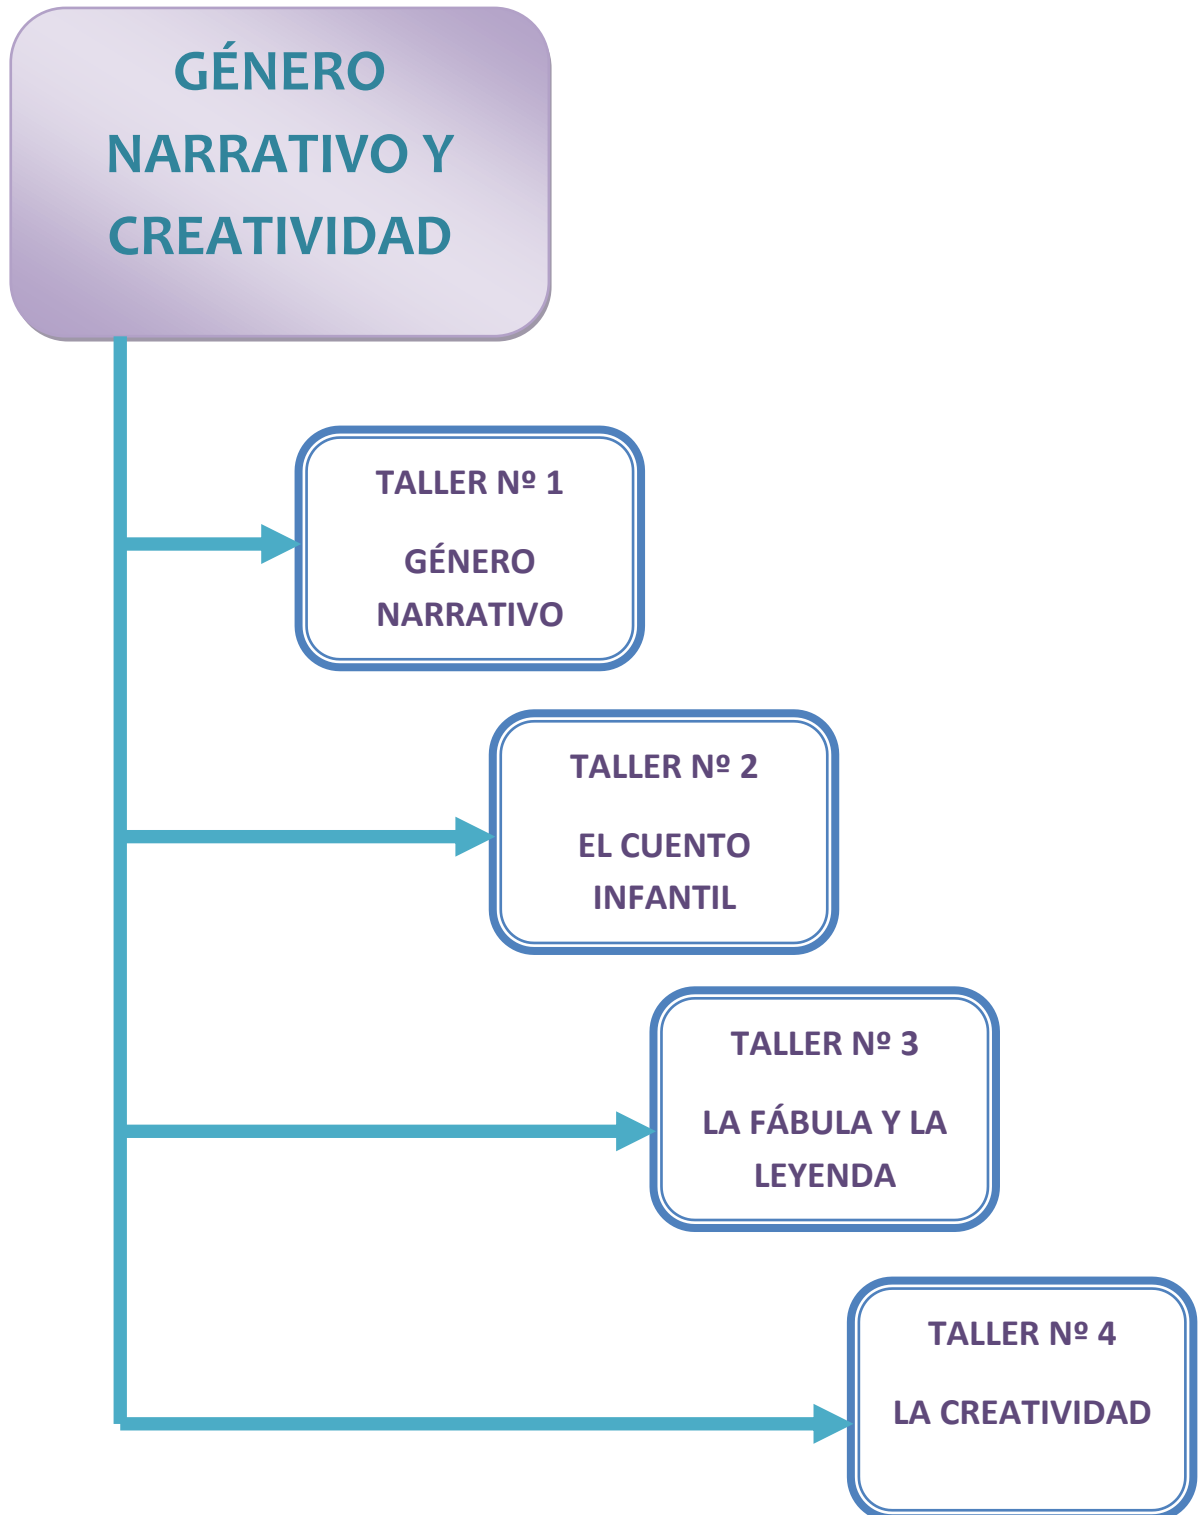 GÉNERO
NARRATIVO Y
CREATIVIDAD
TALLER Nº 1
GÉNERO
NARRATIVO
TALLER Nº 2
EL CUENTO
INFANTIL
TALLER Nº 3
LA FÁBULA Y LA
LEYENDA
TALLER Nº 4
LA CREATIVIDAD